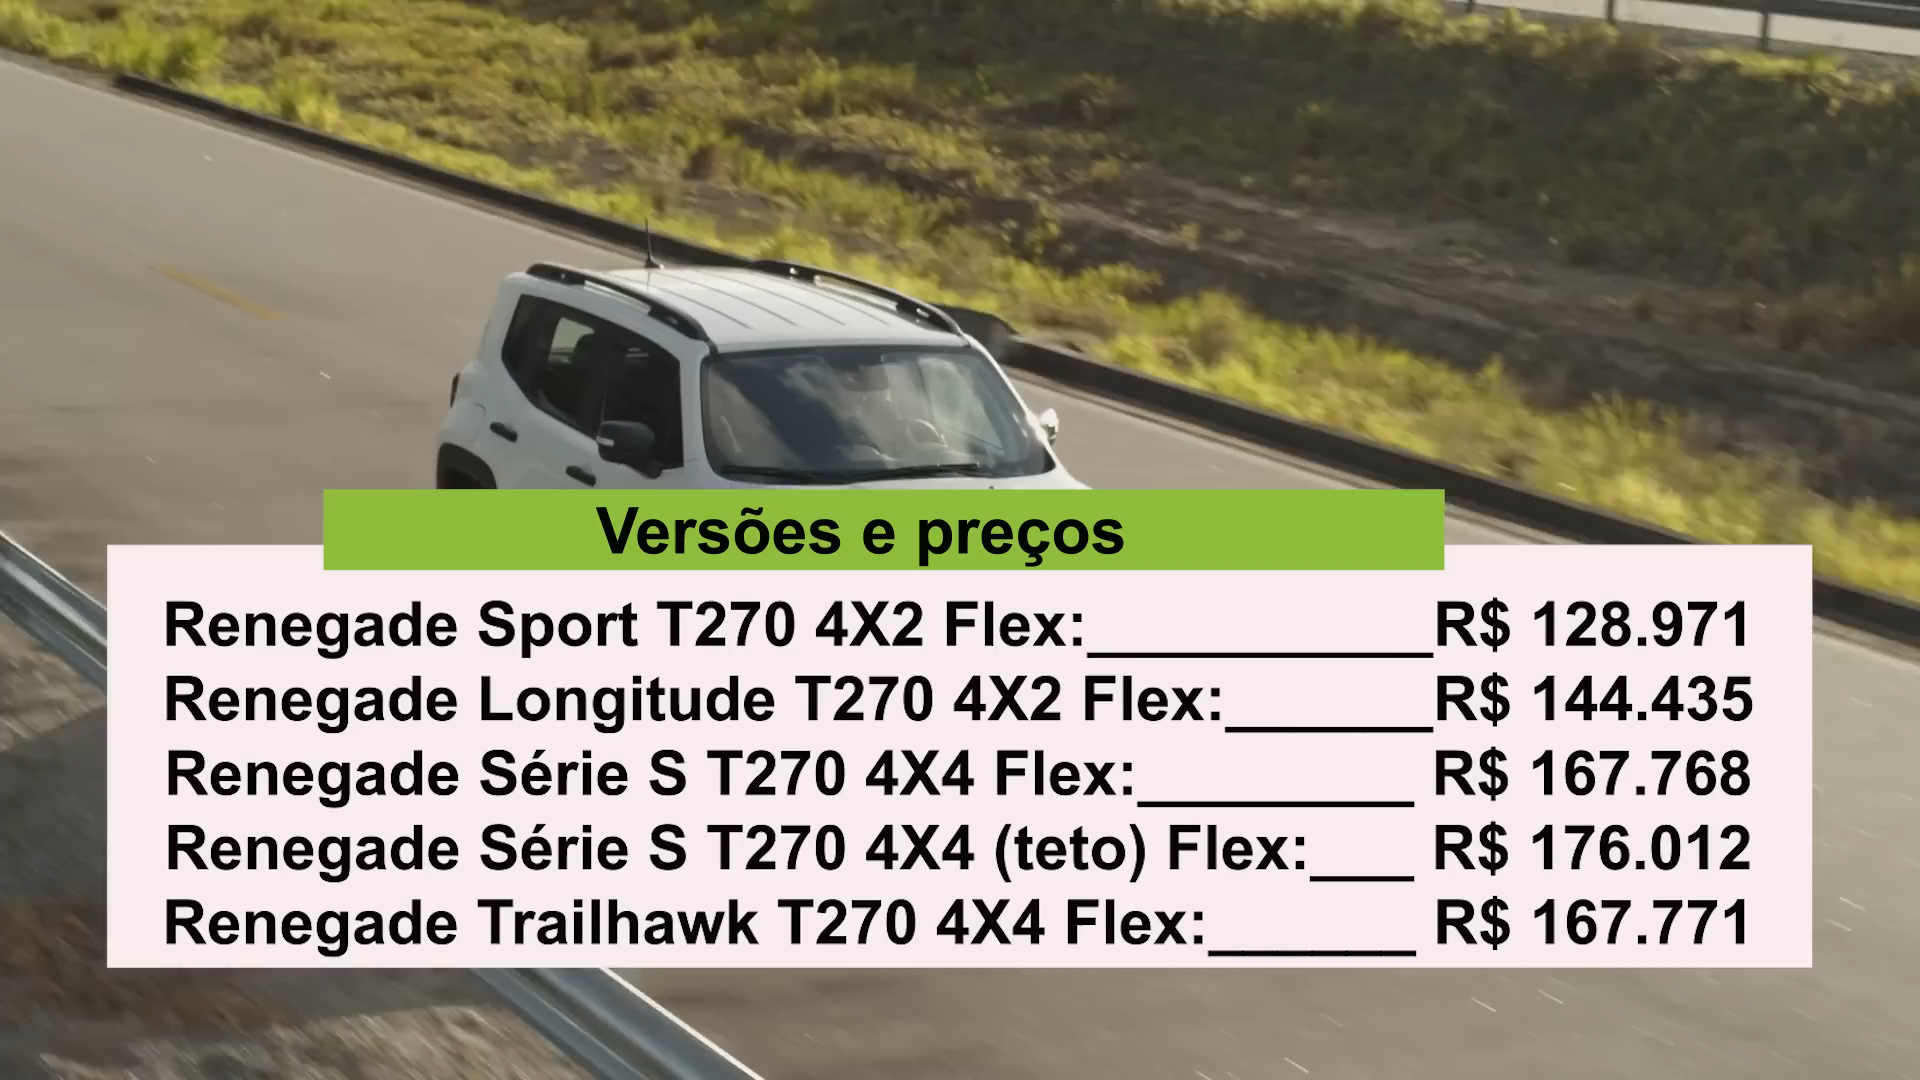 Versões e preços
Renegade Sport T270 4X2 Flex:__________R$ 128.971
Renegade Longitude T270 4X2 Flex:______R$ 144.435
Renegade Série S T270 4X4 Flex:________ R$ 167.768
Renegade Série S T270 4X4 (teto) Flex:___ R$ 176.012
Renegade Trailhawk T270 4X4 Flex:______ R$ 167.771